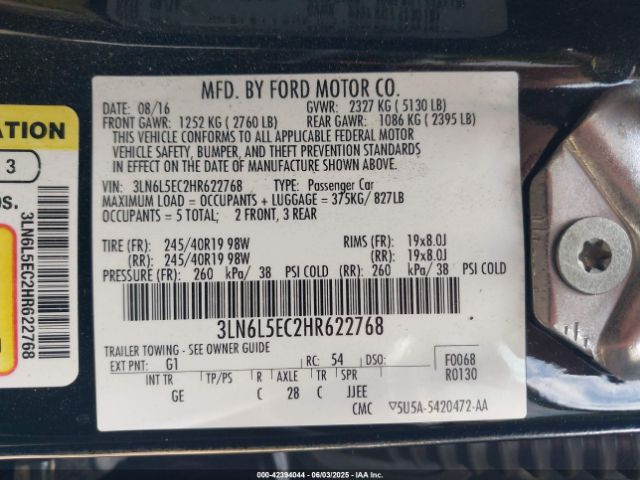 MFD. BY FORD MOTOR CO.
DATE: 08/16 GVWR: 2327 KG ( 5130 LB)
FRONT GAWR: 1252 KG ( 2760 LB) REAR GAWR: 1086 KG ( 2395 LB)
THIS VEHICLE CONFORMS TO ALL APPLICABLE FEDERAL MOTOR
VEHICLE SAFETY, BUMPER, AND THEFT PREVENTION STANDARDS
IN EFFECT ON THE DATE OF MANUFACTURE SHOWN ABOVE.
VIN: 3LN6L5EC2HR622768 TYPE: Passenger Car
MAXIMUM LOAD = OCCUPANTS + LUGGAGE = 375KG/ 827LB
OCCUPANTS = 5 TOTAL; 2 FRONT, 3 REAR
TIRE (FR): 245/40R19 98W RIMS (FR): 19x8.0J
(RR): 245/40R19 98W (RR): 19x8.0J
PRESSURE (FR): 260 kPa/ 38 PSI COLD (RR): 260 kPa/ 38 PSI COLD
3LN6L5EC2HR622768
TRAILER TOWING - SEE OWNER GUIDE
EXT PNT: G1 RC: 54 DSO: F0068
R0130
INT TR TP/PS R AXLE TR SPR
GE C 2B C JJEE
CMC ▽5U5A-5420472-AA
ATION
3
os.
3LN6L5EC2HR622768
00 - 42394044 - 06/03/2025 - IAAI.COM